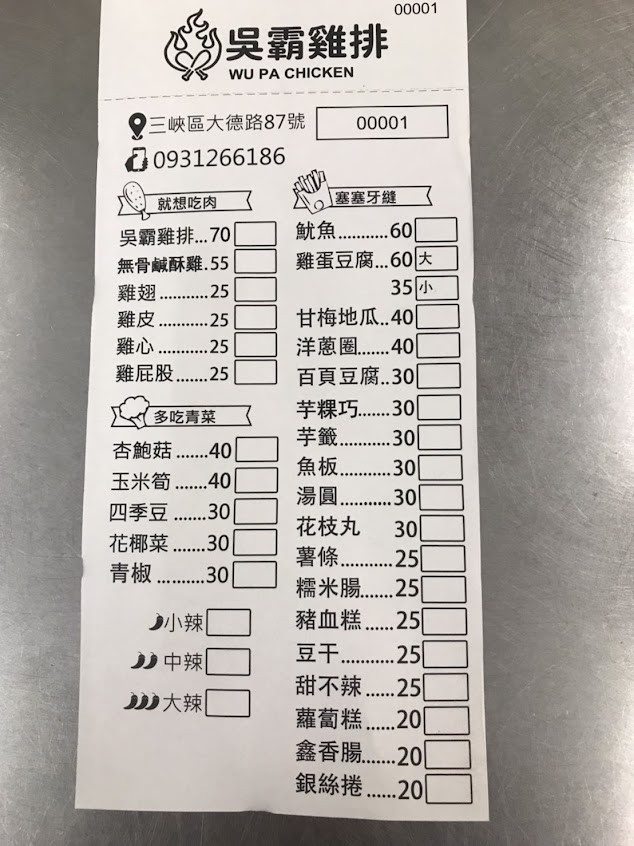 00001
吳霸雞排
WU PA CHICKEN
三峽區大德路87號
00001
0931266186
就想吃肉
吳霸雞排...70
無骨鹹酥雞.55
雞翅...........25
雞皮...........25
雞心...........25
雞屁股.......25
多吃青菜
杏鮑菇.......40
玉米筍.......40
四季豆.......30
花椰菜.......30
青椒..........30
小辣
中辣
大辣
塞塞牙縫
魷魚...........60
雞蛋豆腐...60 大
35 小
甘梅地瓜..40
洋蔥圈.......40
百頁豆腐..30
芋粿巧.......30
芋籤...........30
魚板...........30
湯圓...........30
花枝丸 30
薯條...........25
糯米腸.......25
豬血糕......25
豆干...........25
甜不辣......25
蘿蔔糕......20
鑫香腸.......20
銀絲捲......20